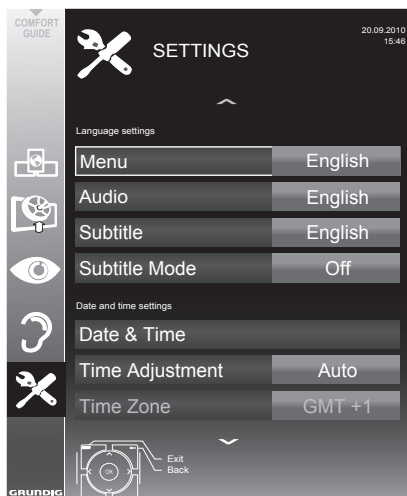 COMFORT
GUIDE
SETTINGS
20.09.2010
15:46
Language settings
Menu English
Audio English
Subtitle English
Subtitle Mode Off
Date and time settings
Date & Time
Time Adjustment Auto
Time Zone GMT +1
Exit
Back
OK
GRUNDIG